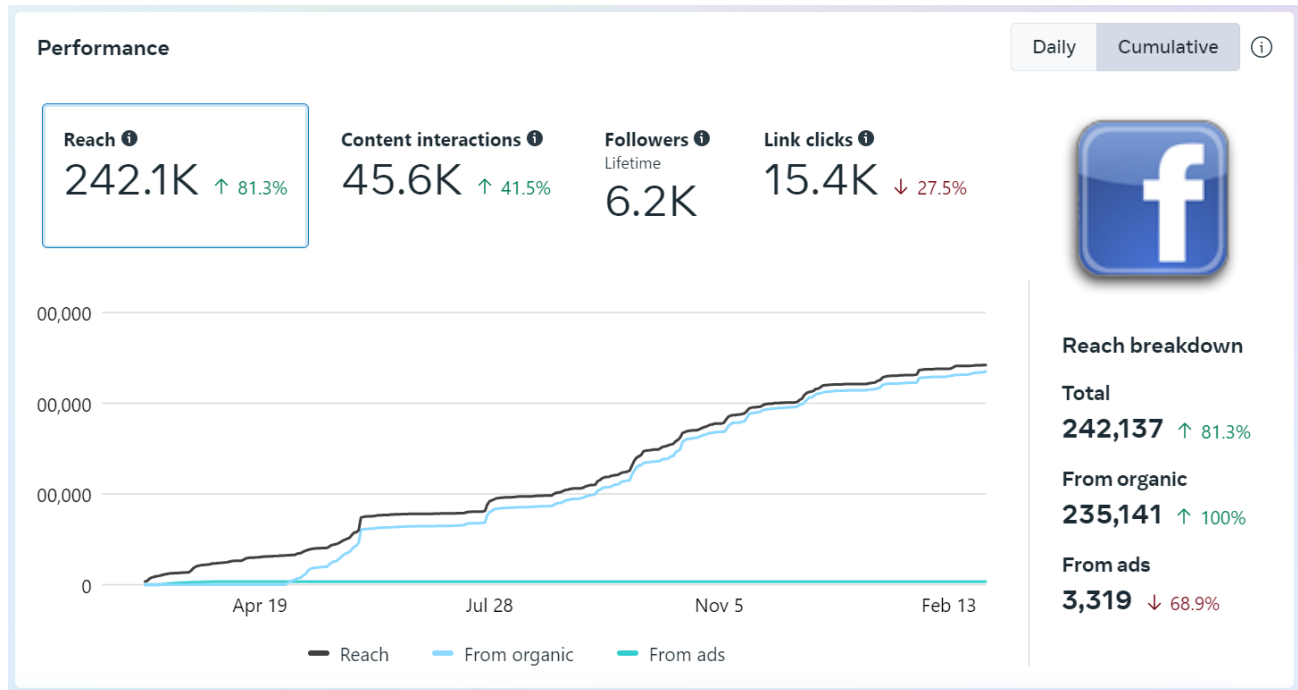 Performance
Daily Cumulative
Reach
242.1K ↑ 81.3%
Content interactions
45.6K ↑ 41.5%
Followers
Lifetime
6.2K
Link clicks
15.4K ↓ 27.5%
f
00,000
00,000
00,000
0
Apr 19 Jul 28 Nov 5 Feb 13
Reach From organic From ads
Reach breakdown
Total
242,137 ↑ 81.3%
From organic
235,141 ↑ 100%
From ads
3,319 ↓ 68.9%